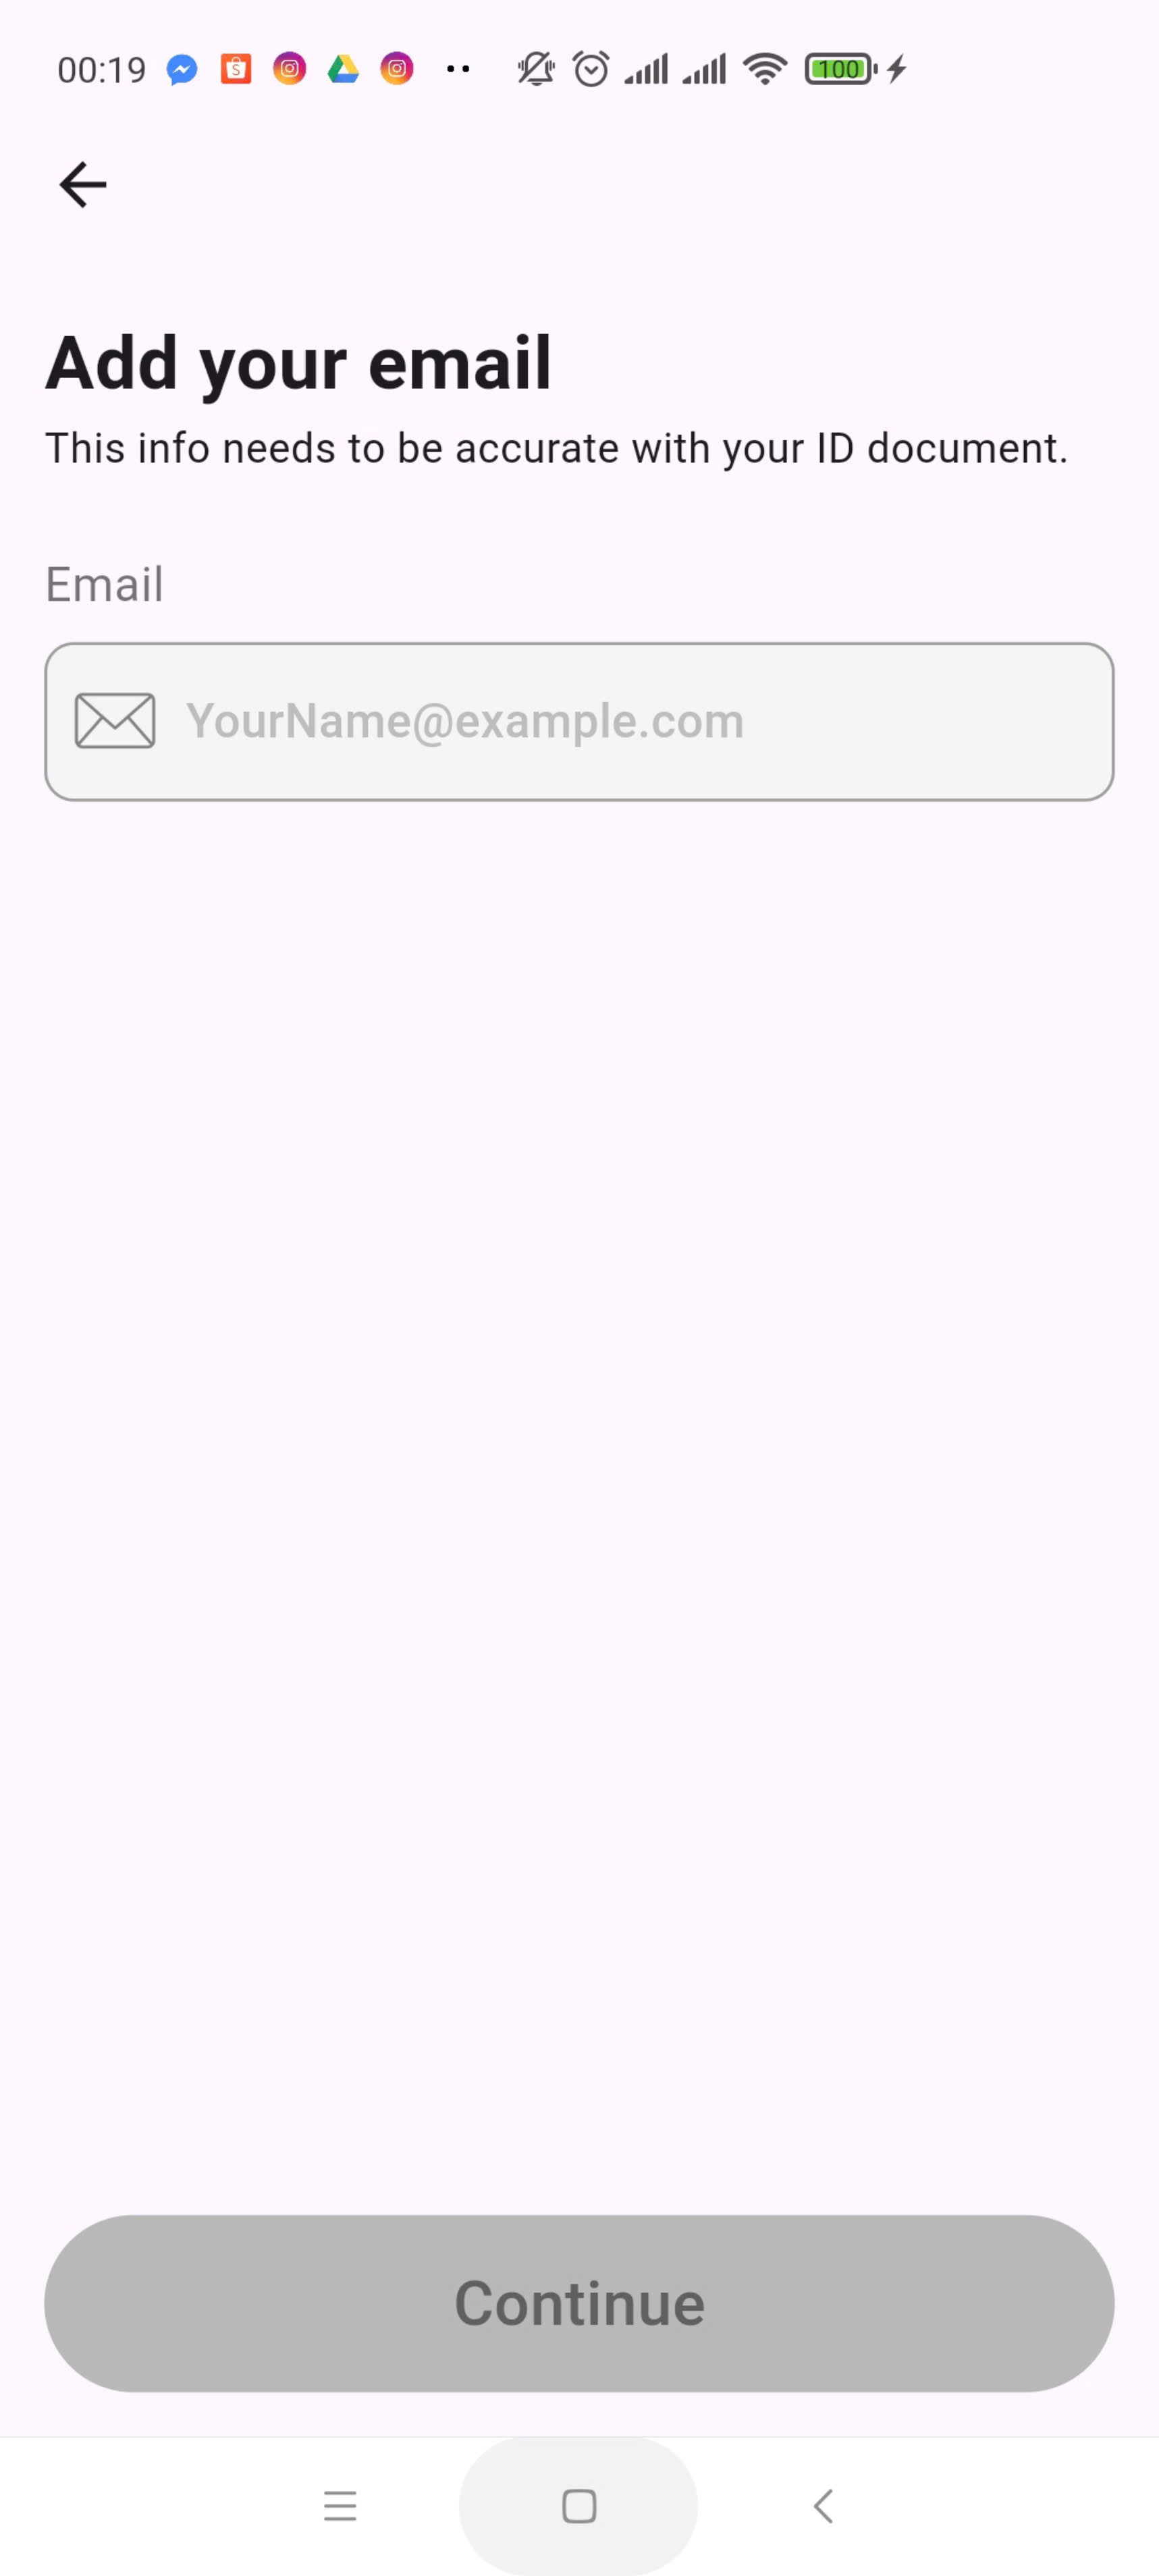 00:19
100
Add your email
This info needs to be accurate with your ID document.
Email
YourName@example.com
Continue